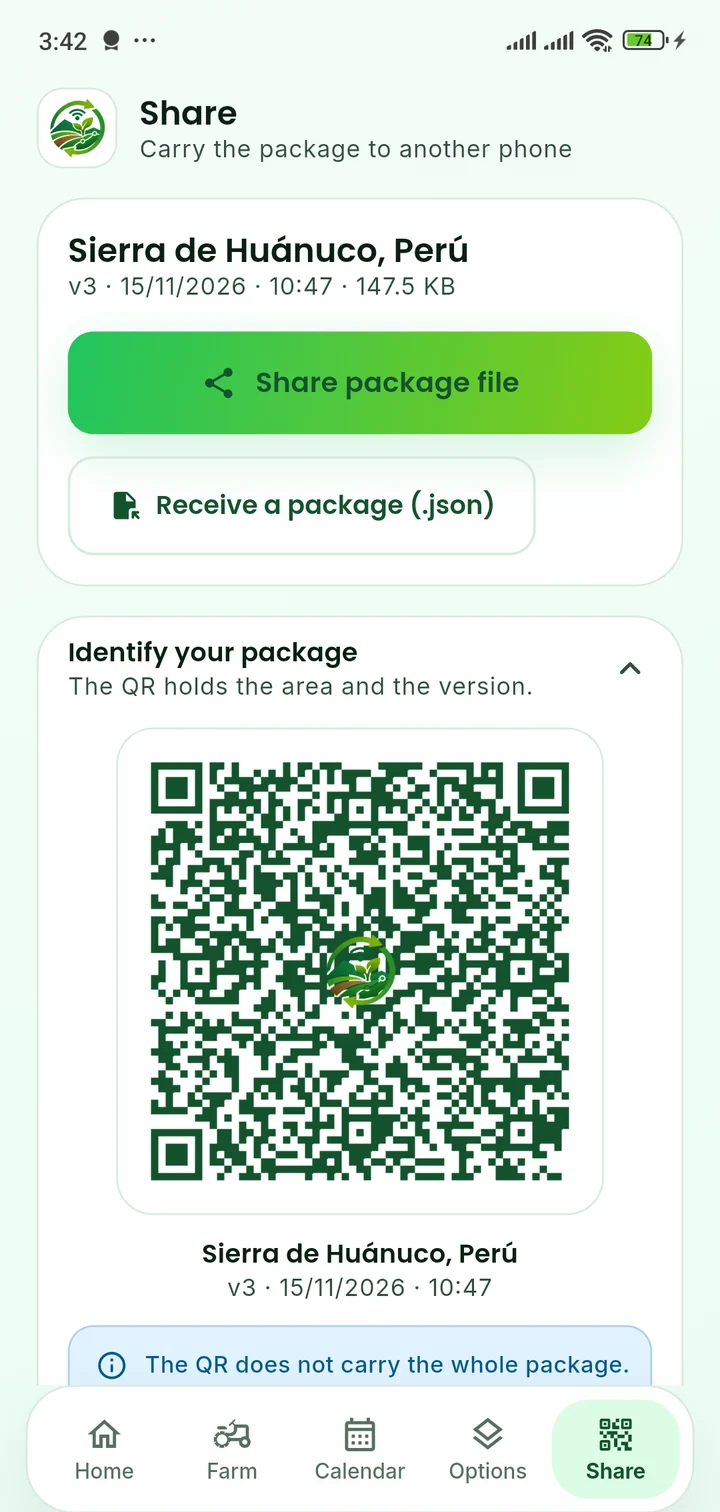 3:42
74
Share
Carry the package to another phone
Sierra de Huánuco, Perú
v3 · 15/11/2026 · 10:47 · 147.5 KB
Share package file
Receive a package (.json)
Identify your package
The QR holds the area and the version.
Sierra de Huánuco, Perú
v3 · 15/11/2026 · 10:47
The QR does not carry the whole package.
Home
Farm
Calendar
Options
Share